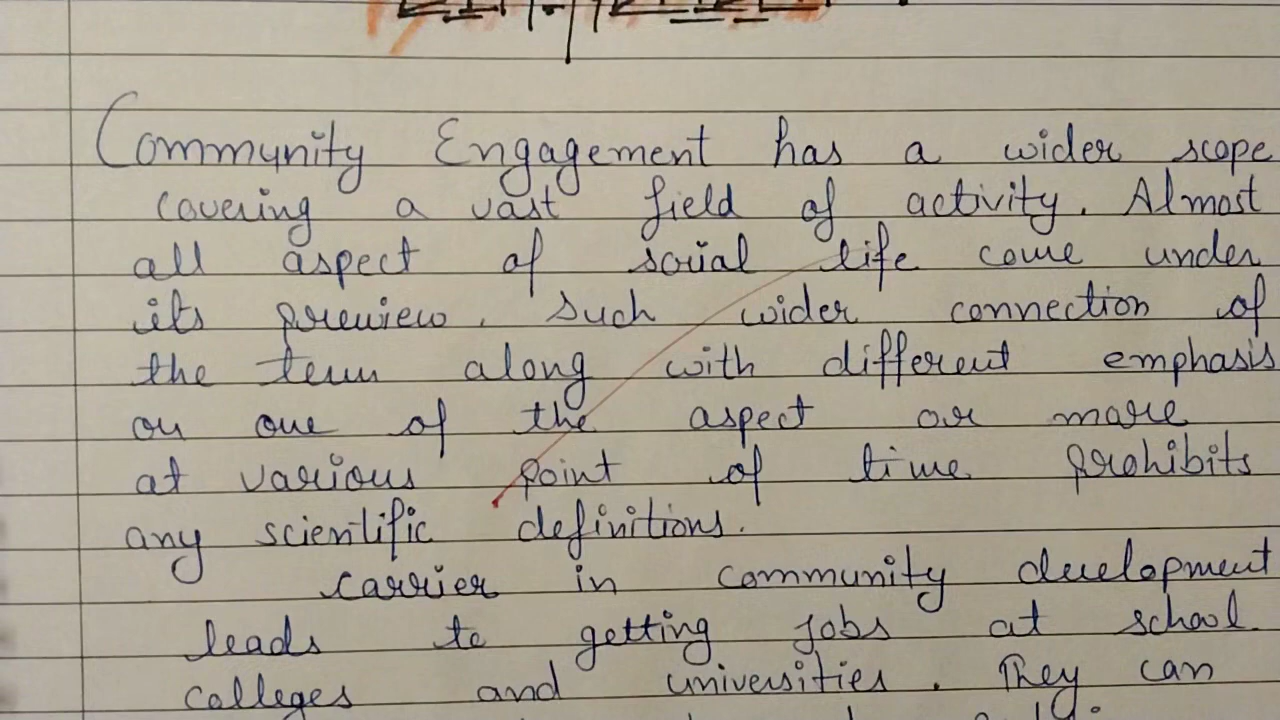 Community Engagement has a wider scope
covering a vast field of activity. Almost
all aspect of social life come under
its preview. Such wider connection of
the term along with different emphasis
on one of the aspect or more
at various point of time prohibits
any scientific definitions.
carrier in community development
leads to getting jobs at school
colleges and universities. They can